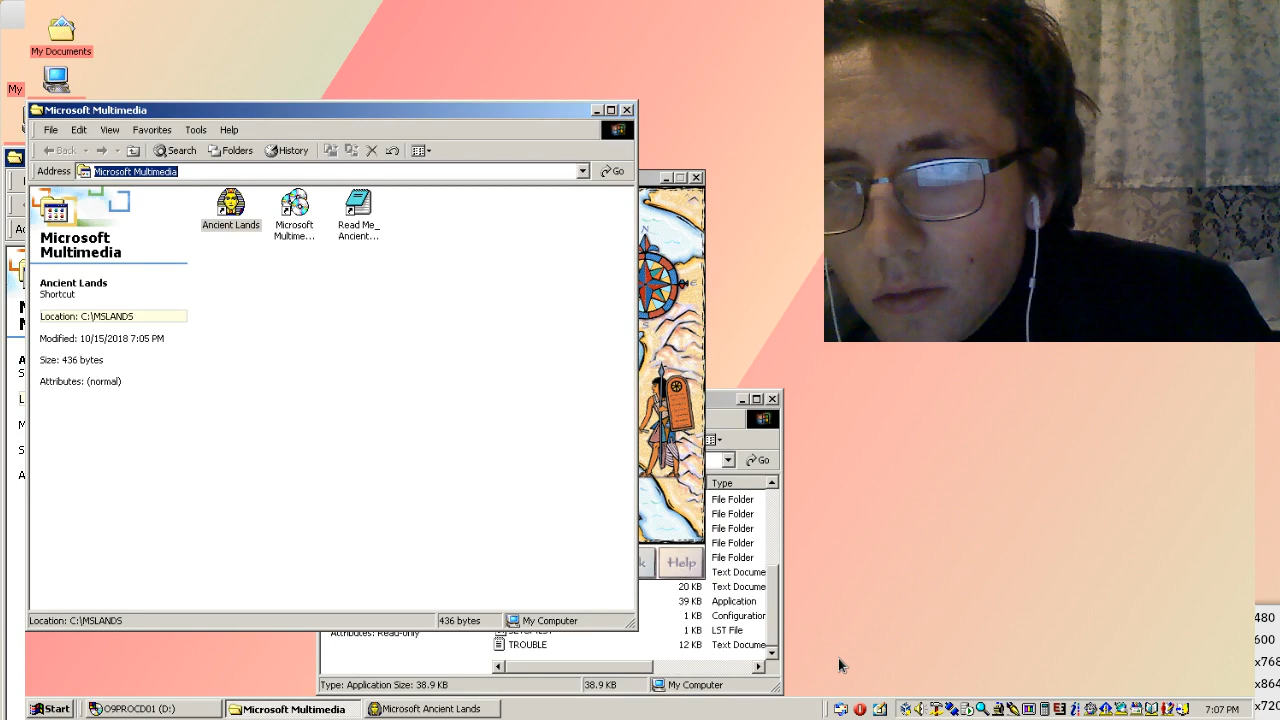 My Documents
My
Microsoft Multimedia
File Edit View Favorites Tools Help
Back Search Folders History
Address Microsoft Multimedia Go
Ancient Lands
Microsoft Multime...
Read Me_ Ancient...
Microsoft
Multimedia
Ancient Lands
Shortcut
Location: C:\MSLANDS
Modified: 10/15/2018 7:05 PM
Size: 436 bytes
Attributes: (normal)
Location: C:\MSLANDS 436 bytes My Computer
N
E
S
k Help
Go
Type
File Folder
File Folder
File Folder
File Folder
File Folder
Text Docume
20 KB Text Docume
39 KB Application
1 KB Configuration
1 KB LST File
TROUBLE 12 KB Text Docume
Attributes: Read-only
Type: Application Size: 38.9 KB 38.9 KB My Computer
480
600
x768
x864
x720
Start O9PROCD01 (D:) Microsoft Multimedia Microsoft Ancient Lands 7:07 PM